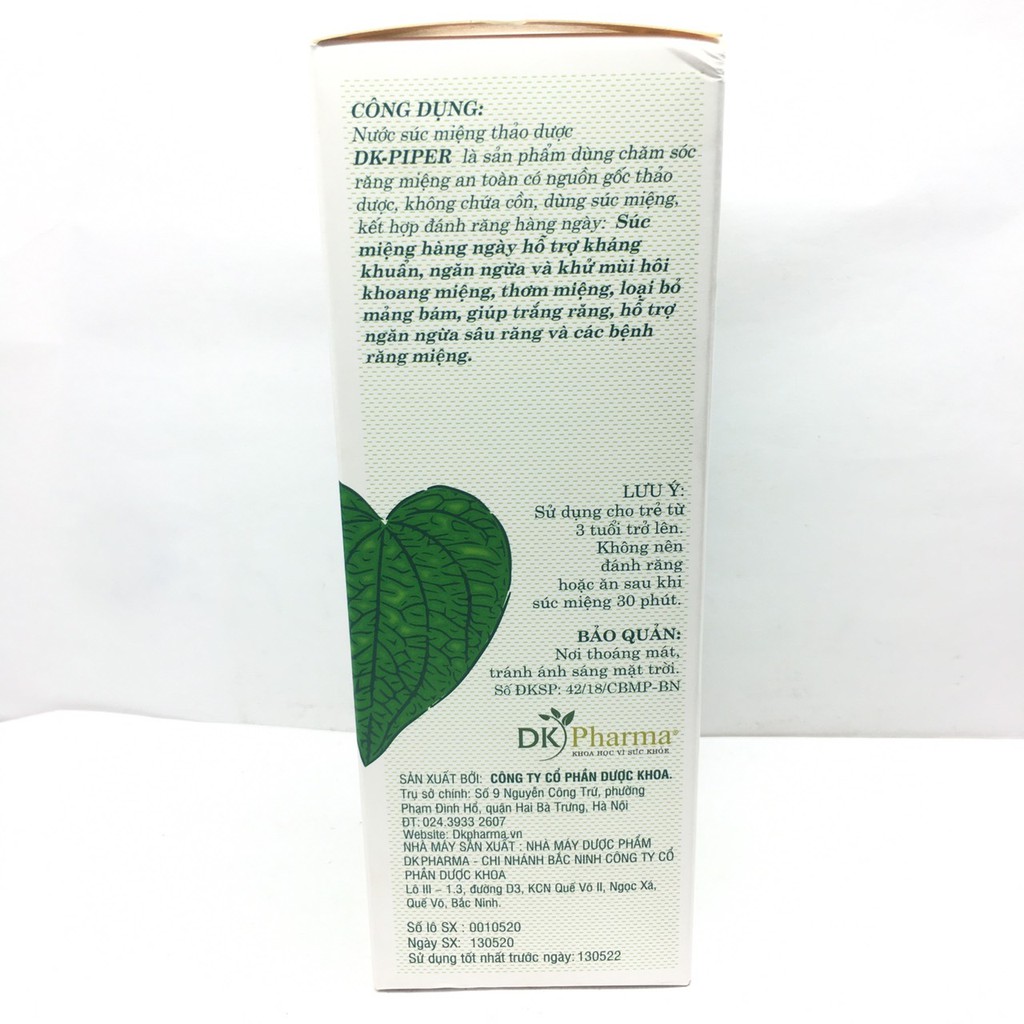 CÔNG DỤNG:
Nước súc miệng thảo dược
DK-PIPER là sản phẩm dùng chăm sóc
răng miệng an toàn có nguồn gốc thảo
dược, không chứa cồn, dùng súc miệng,
kết hợp đánh răng hàng ngày: Súc
miệng hàng ngày hỗ trợ kháng
khuẩn, ngăn ngừa và khử mùi hôi
khoang miệng, thơm miệng, loại bỏ
mảng bám, giúp trắng răng, hỗ trợ
ngăn ngừa sâu răng và các bệnh
răng miệng.
LƯU Ý:
Sử dụng cho trẻ từ
3 tuổi trở lên.
Không nên
đánh răng
hoặc ăn sau khi
súc miệng 30 phút.
BẢO QUẢN:
Nơi thoáng mát,
tránh ánh sáng mặt trời.
Số ĐKSP: 42/18/CBMP-BN
DK Pharma®
KHOA HỌC VÌ SỨC KHỎE
SẢN XUẤT BỞI: CÔNG TY CỔ PHẦN DƯỢC KHOA.
Trụ sở chính: Số 9 Nguyễn Công Trứ, phường
Phạm Đình Hổ, quận Hai Bà Trưng, Hà Nội
ĐT: 024.3933 2607
Website: Dkpharma.vn
NHÀ MÁY SẢN XUẤT : NHÀ MÁY DƯỢC PHẨM
DKPHARMA - CHI NHÁNH BẮC NINH CÔNG TY CỔ
PHẦN DƯỢC KHOA
Lô III – 1.3, đường D3, KCN Quế Võ II, Ngọc Xá,
Quế Võ, Bắc Ninh.
Số lô SX : 0010520
Ngày SX: 130520
Sử dụng tốt nhất trước ngày: 130522